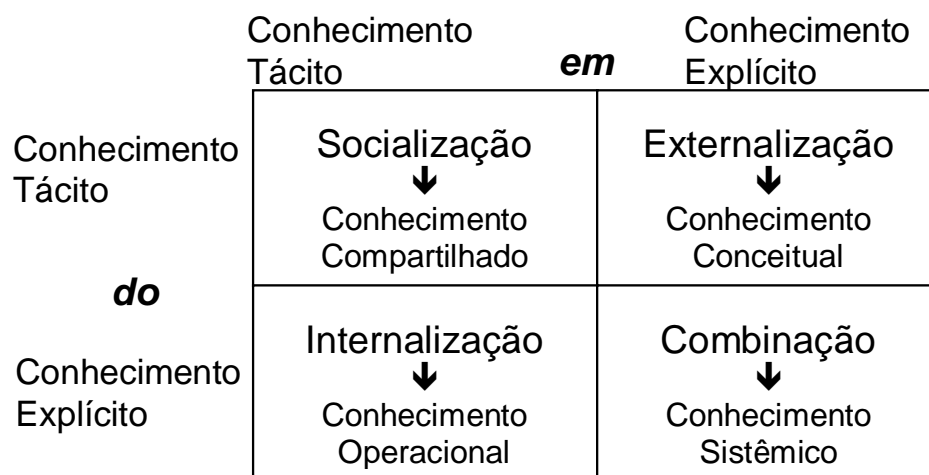 Conhecimento
Tácito
em
Conhecimento
Explícito
Conhecimento
Tácito
Socialização
Conhecimento
Compartilhado
Externalização
Conhecimento
Conceitual
do
Conhecimento
Explícito
Internalização
Conhecimento
Operacional
Combinação
Conhecimento
Sistêmico